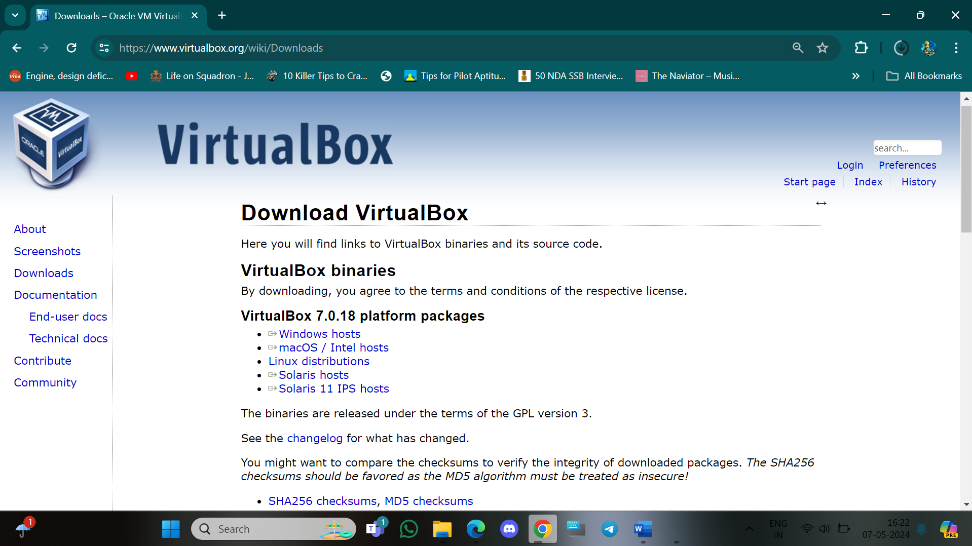 Downloads – Oracle VM Virtual
https://www.virtualbox.org/wiki/Downloads
Engine, design defic...
Life on Squadron - J...
10 Killer Tips to Cra...
Tips for Pilot Aptitu...
50 NDA SSB Intervie...
The Naviator – Musi...
All Bookmarks
ORACLE
VM
VirtualBox
VirtualBox
search...
Login Preferences
Start page Index History
About
Screenshots
Downloads
Documentation
End-user docs
Technical docs
Contribute
Community
Download VirtualBox
Here you will find links to VirtualBox binaries and its source code.
VirtualBox binaries
By downloading, you agree to the terms and conditions of the respective license.
VirtualBox 7.0.18 platform packages
Windows hosts
macOS / Intel hosts
Linux distributions
Solaris hosts
Solaris 11 IPS hosts
The binaries are released under the terms of the GPL version 3.
See the changelog for what has changed.
You might want to compare the checksums to verify the integrity of downloaded packages. The SHA256
checksums should be favored as the MD5 algorithm must be treated as insecure!
SHA256 checksums, MD5 checksums
1
Search
1
ENG
IN
16:22
07-05-2024
PRE